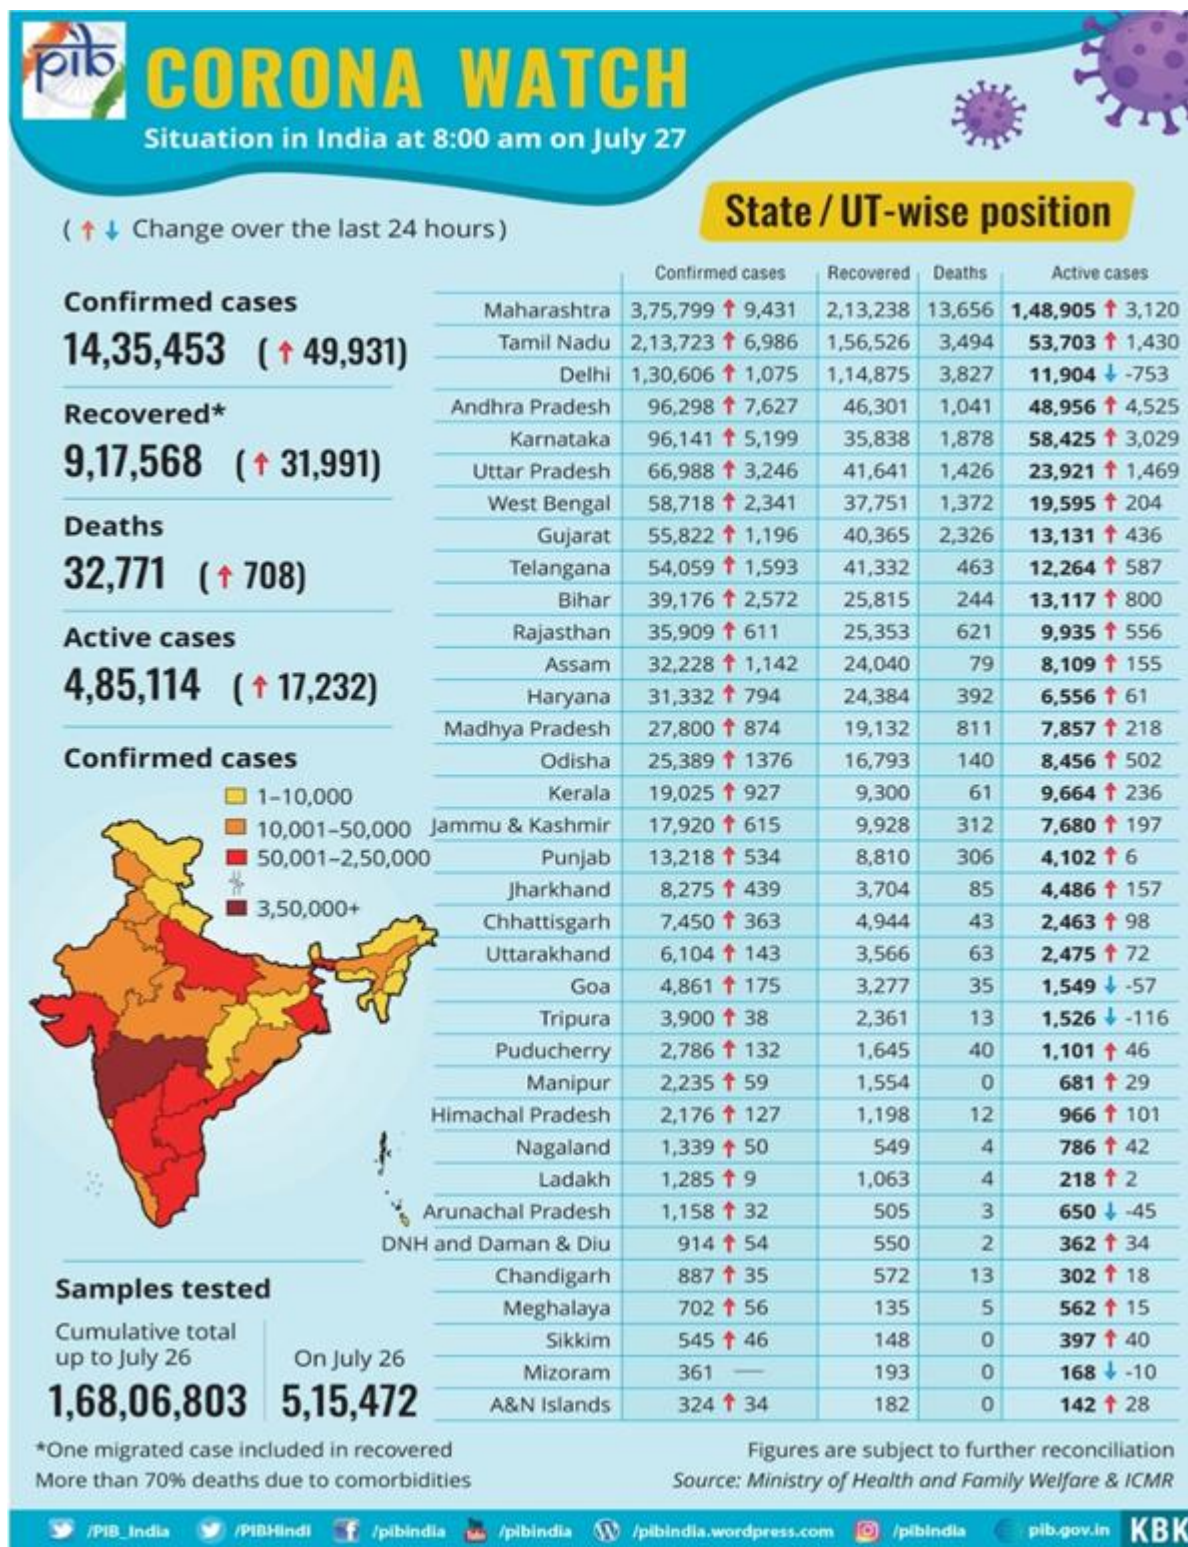 pib
CORONA WATCH
Situation in India at 8:00 am on July 27
(↑↓ Change over the last 24 hours)
Confirmed cases
14,35,453 (↑ 49,931)
Recovered*
9,17,568 (↑ 31,991)
Deaths
32,771 (↑ 708)
Active cases
4,85,114 (↑ 17,232)
Confirmed cases
1–10,000
10,001–50,000
50,001–2,50,000
3,50,000+
Samples tested
Cumulative total
up to July 26
1,68,06,803
On July 26
5,15,472
State / UT-wise position
Confirmed cases Recovered Deaths Active cases
Maharashtra 3,75,799 ↑ 9,431 2,13,238 13,656 1,48,905 ↑ 3,120
Tamil Nadu 2,13,723 ↑ 6,986 1,56,526 3,494 53,703 ↑ 1,430
Delhi 1,30,606 ↑ 1,075 1,14,875 3,827 11,904 ↓ -753
Andhra Pradesh 96,298 ↑ 7,627 46,301 1,041 48,956 ↑ 4,525
Karnataka 96,141 ↑ 5,199 35,838 1,878 58,425 ↑ 3,029
Uttar Pradesh 66,988 ↑ 3,246 41,641 1,426 23,921 ↑ 1,469
West Bengal 58,718 ↑ 2,341 37,751 1,372 19,595 ↑ 204
Gujarat 55,822 ↑ 1,196 40,365 2,326 13,131 ↑ 436
Telangana 54,059 ↑ 1,593 41,332 463 12,264 ↑ 587
Bihar 39,176 ↑ 2,572 25,815 244 13,117 ↑ 800
Rajasthan 35,909 ↑ 611 25,353 621 9,935 ↑ 556
Assam 32,228 ↑ 1,142 24,040 79 8,109 ↑ 155
Haryana 31,332 ↑ 794 24,384 392 6,556 ↑ 61
Madhya Pradesh 27,800 ↑ 874 19,132 811 7,857 ↑ 218
Odisha 25,389 ↑ 1376 16,793 140 8,456 ↑ 502
Kerala 19,025 ↑ 927 9,300 61 9,664 ↑ 236
Jammu & Kashmir 17,920 ↑ 615 9,928 312 7,680 ↑ 197
Punjab 13,218 ↑ 534 8,810 306 4,102 ↑ 6
Jharkhand 8,275 ↑ 439 3,704 85 4,486 ↑ 157
Chhattisgarh 7,450 ↑ 363 4,944 43 2,463 ↑ 98
Uttarakhand 6,104 ↑ 143 3,566 63 2,475 ↑ 72
Goa 4,861 ↑ 175 3,277 35 1,549 ↓ -57
Tripura 3,900 ↑ 38 2,361 13 1,526 ↓ -116
Puducherry 2,786 ↑ 132 1,645 40 1,101 ↑ 46
Manipur 2,235 ↑ 59 1,554 0 681 ↑ 29
Himachal Pradesh 2,176 ↑ 127 1,198 12 966 ↑ 101
Nagaland 1,339 ↑ 50 549 4 786 ↑ 42
Ladakh 1,285 ↑ 9 1,063 4 218 ↑ 2
Arunachal Pradesh 1,158 ↑ 32 505 3 650 ↓ -45
DNH and Daman & Diu 914 ↑ 54 550 2 362 ↑ 34
Chandigarh 887 ↑ 35 572 13 302 ↑ 18
Meghalaya 702 ↑ 56 135 5 562 ↑ 15
Sikkim 545 ↑ 46 148 0 397 ↑ 40
Mizoram 361 — 193 0 168 ↓ -10
A&N Islands 324 ↑ 34 182 0 142 ↑ 28
*One migrated case included in recovered
More than 70% deaths due to comorbidities
Figures are subject to further reconciliation
Source: Ministry of Health and Family Welfare & ICMR
/PIB_India /PIBHindi /pibindia /pibindia /pibindia.wordpress.com /pibindia pib.gov.in KBK